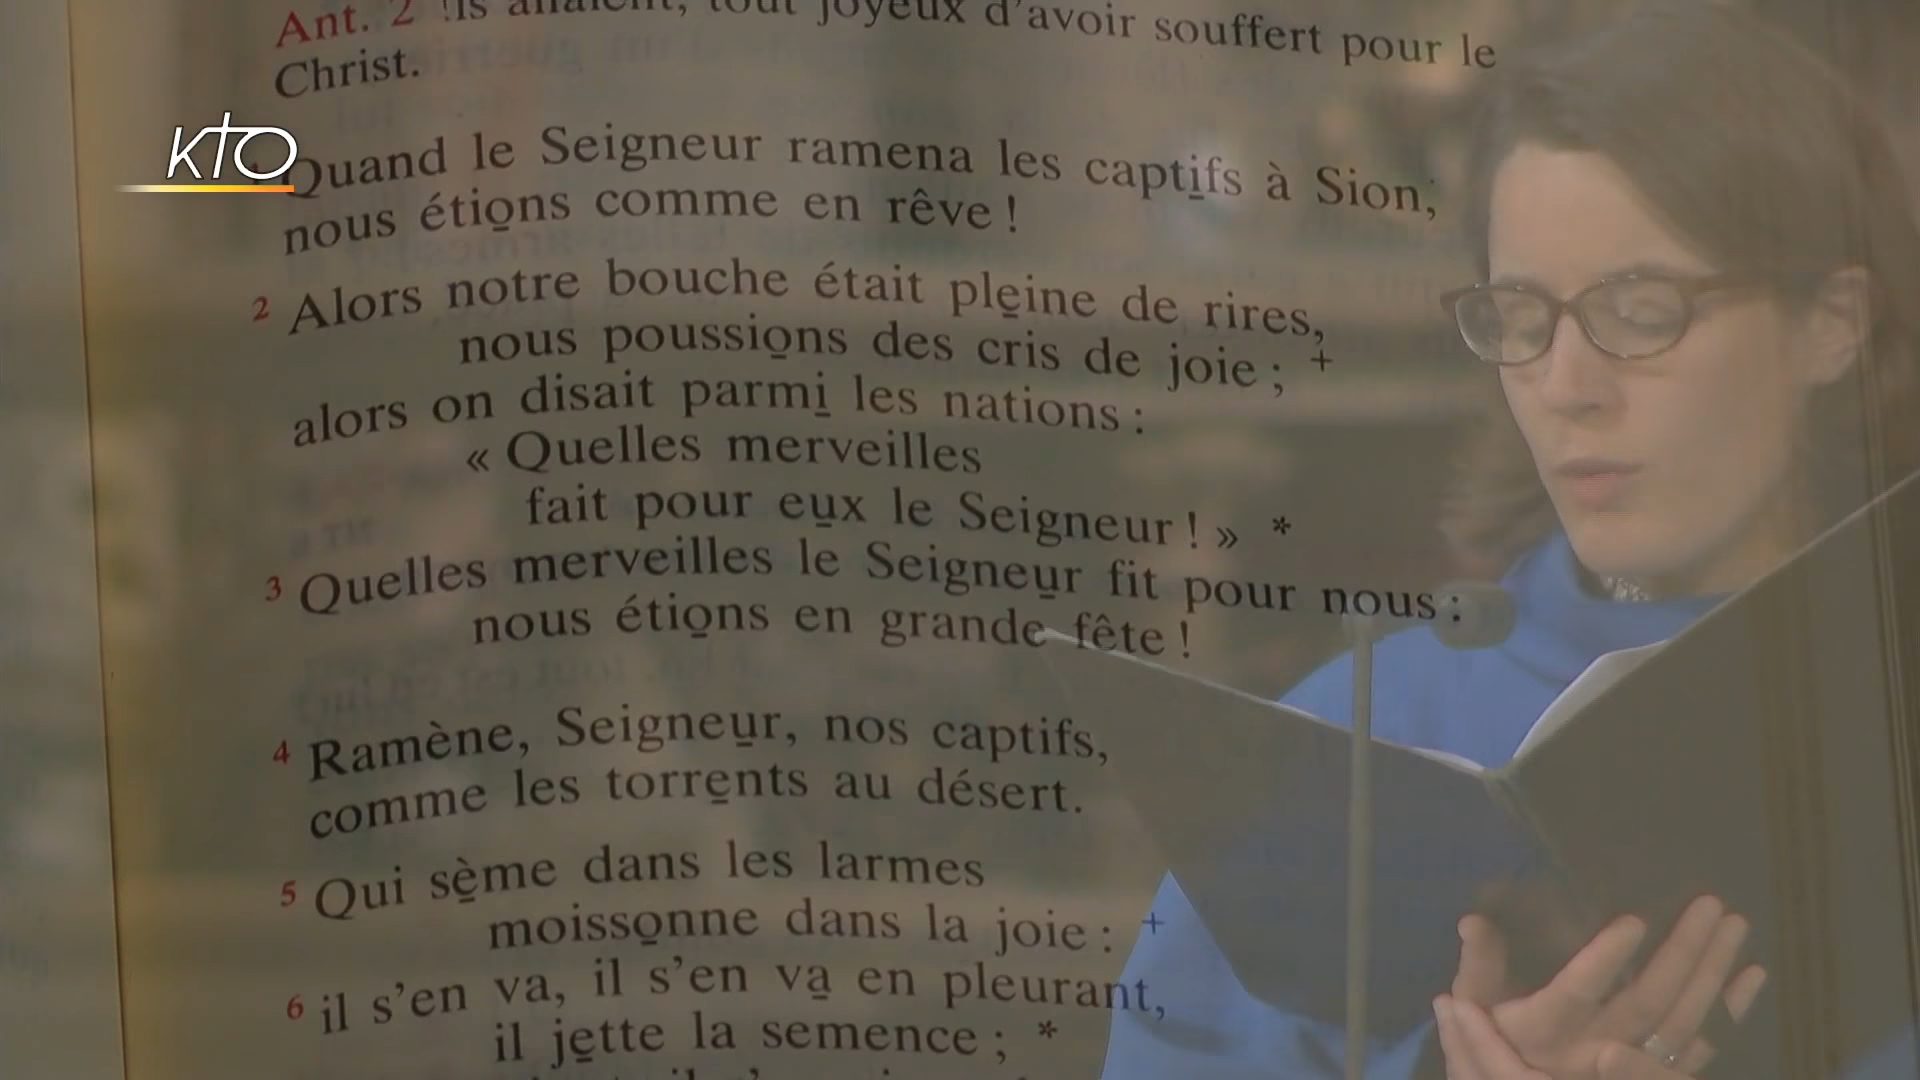 Ant. 2 Ils allaient, tout joyeux d'avoir souffert pour le
Christ.
KTO
Quand le Seigneur ramena les captifs à Sion,
nous étions comme en rêve !
2 Alors notre bouche était pleine de rires,
nous poussions des cris de joie ; +
alors on disait parmi les nations :
« Quelles merveilles
fait pour eux le Seigneur ! » *
3 Quelles merveilles le Seigneur fit pour nous :
nous étions en grande fête !
4 Ramène, Seigneur, nos captifs,
comme les torrents au désert.
5 Qui sème dans les larmes
moissonne dans la joie : +
6 il s'en va, il s'en va en pleurant,
il jette la semence ; *